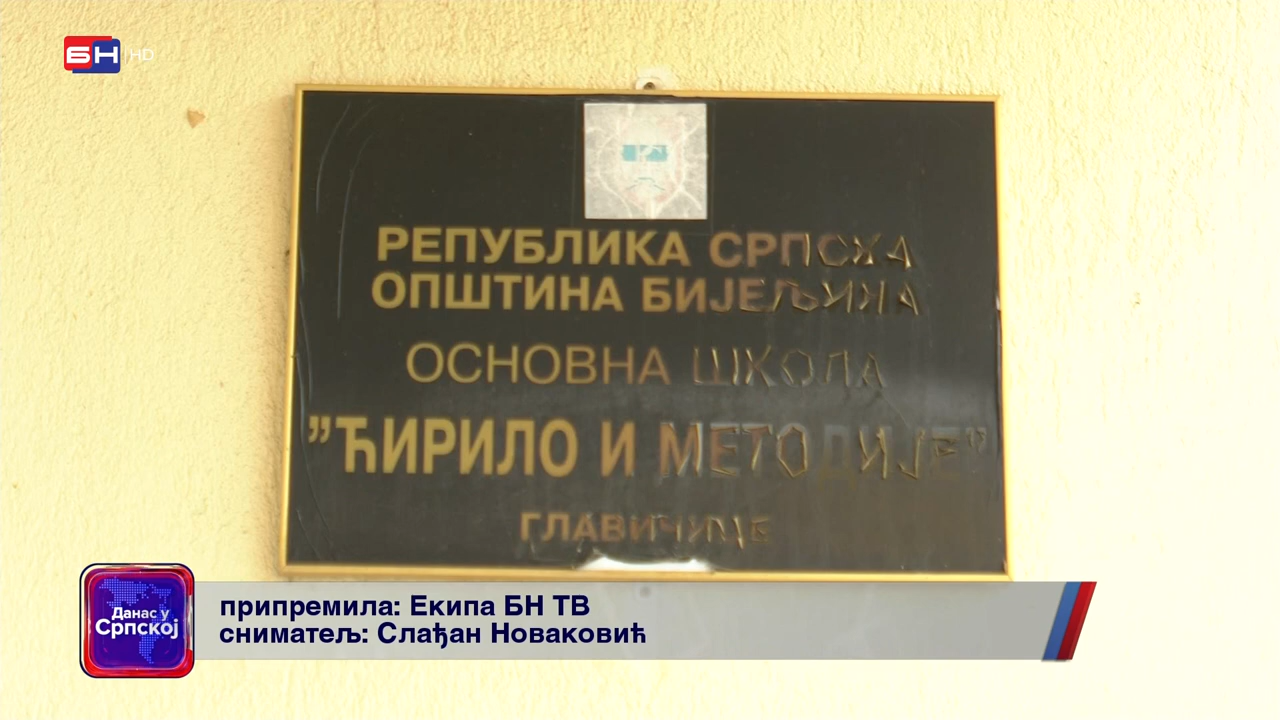 БН HD
РЕПУБЛИКА СРПСКА
ОПШТИНА БИЈЕЉИНА
ОСНОВНА ШКОЛА
"ЋИРИЛО И МЕТОДИЈЕ"
ГЛАВИЧИЦЕ
Данас у
Српској
припремила: Екипа БН ТВ
сниматељ: Слађан Новаковић